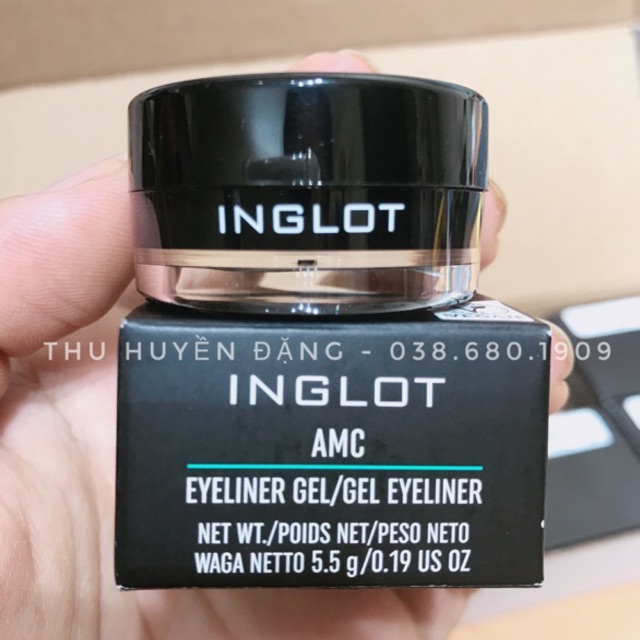 INGLOT
THU HUYỀN ĐẶNG - 038.680.1909
INGLOT
AMC
EYELINER GEL/GEL EYELINER
NET WT./POIDS NET/PESO NETO
WAGA NETTO 5.5 g/0.19 US OZ